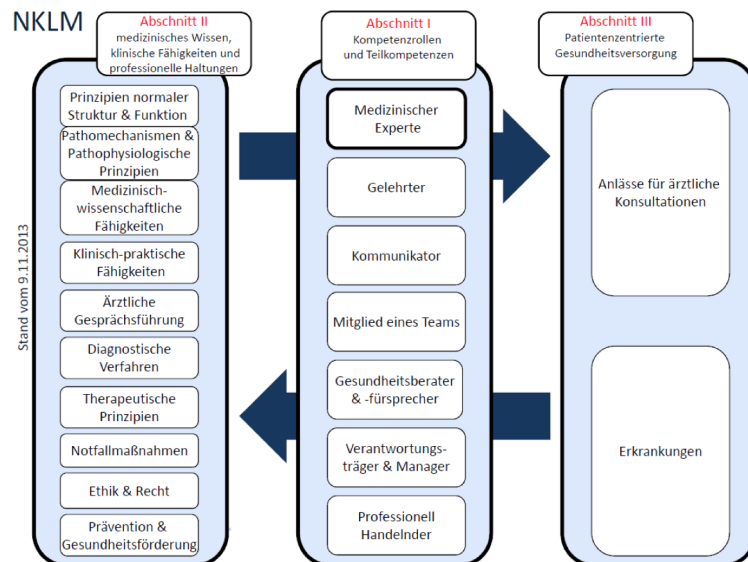 NKLM
Abschnitt II
medizinisches Wissen,
klinische Fähigkeiten und
professionelle Haltungen
Prinzipien normaler
Struktur & Funktion
Pathomechanismen &
Pathophysiologische
Prinzipien
Medizinisch-
wissenschaftliche
Fähigkeiten
Klinisch-praktische
Fähigkeiten
Ärztliche
Gesprächsführung
Diagnostische
Verfahren
Therapeutische
Prinzipien
Notfallmaßnahmen
Ethik & Recht
Prävention &
Gesundheitsförderung
Abschnitt I
Kompetenzrollen
und Teilkompetenzen
Medizinischer
Experte
Gelehrter
Kommunikator
Mitglied eines Teams
Gesundheitsberater
& -fürsprecher
Verantwortungs-
träger & Manager
Professionell
Handelnder
Abschnitt III
Patientenzentrierte
Gesundheitsversorgung
Anlässe für ärztliche
Konsultationen
Erkrankungen
Stand vom 9.11.2013